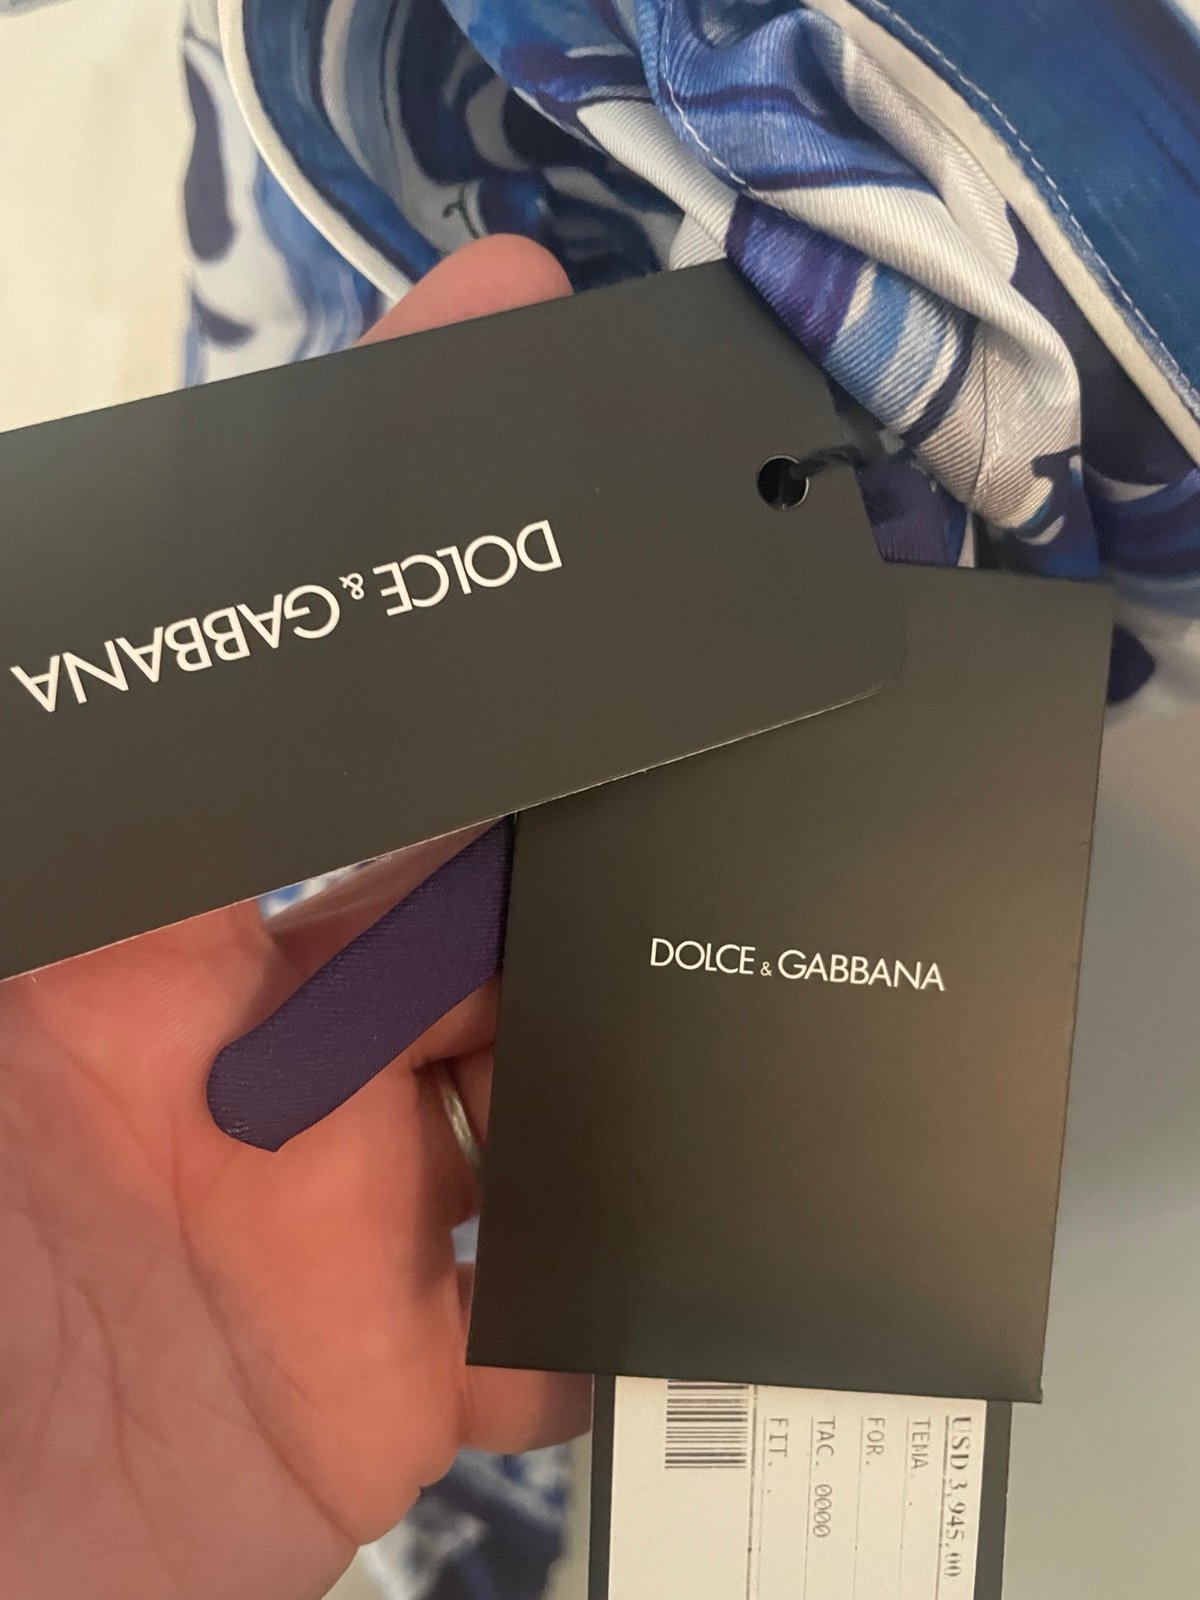 DOLCE & GABBANA
DOLCE & GABBANA
USD 3,945.00
TEMA .
FOR.
TAC. 0000
FIT. .